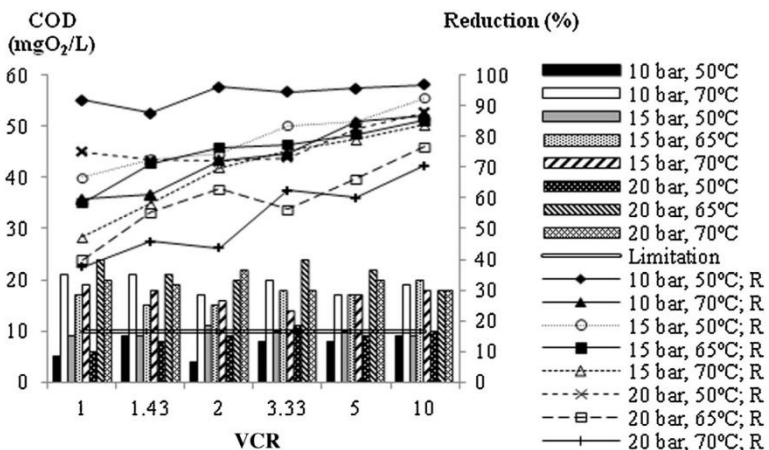 COD
(mgO₂/L)
Reduction (%)
60
50
40
30
20
10
0
100
90
80
70
60
50
40
30
20
10
0
1
1.43
2
3.33
5
10
VCR
10 bar, 50ºC
10 bar, 70ºC
15 bar, 50ºC
15 bar, 65ºC
15 bar, 70ºC
20 bar, 50ºC
20 bar, 65ºC
20 bar, 70ºC
Limitation
10 bar, 50ºC; R
10 bar, 70ºC; R
15 bar, 50ºC; R
15 bar, 65ºC; R
15 bar, 70ºC; R
20 bar, 50ºC; R
20 bar, 65ºC; R
20 bar, 70ºC; R